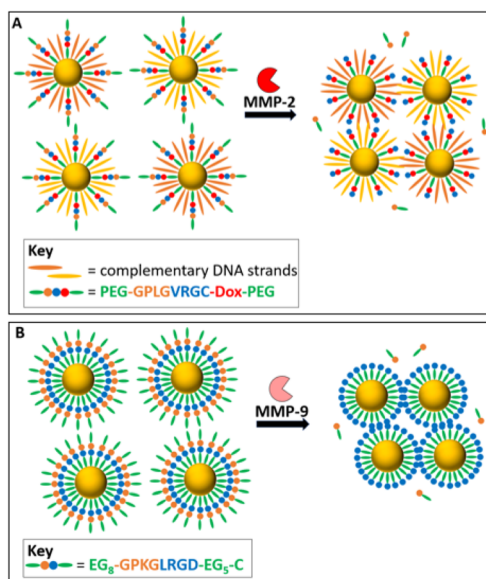 A
MMP-2
Key
= complementary DNA strands
= PEG-GPLGVRGC-Dox-PEG
B
MMP-9
Key
= EG₈-GPKGLRGD-EG₅-C